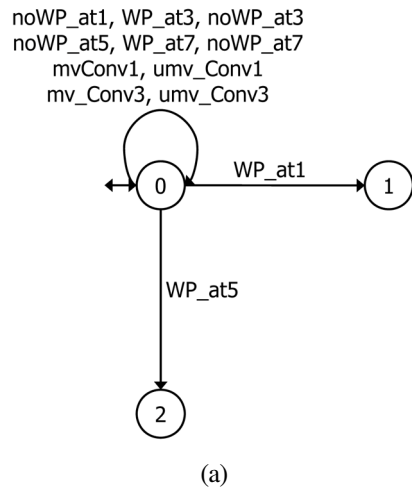 noWP_at1, WP_at3, noWP_at3
noWP_at5, WP_at7, noWP_at7
mvConv1, umv_Conv1
mv_Conv3, umv_Conv3
0
WP_at1
1
WP_at5
2
(a)